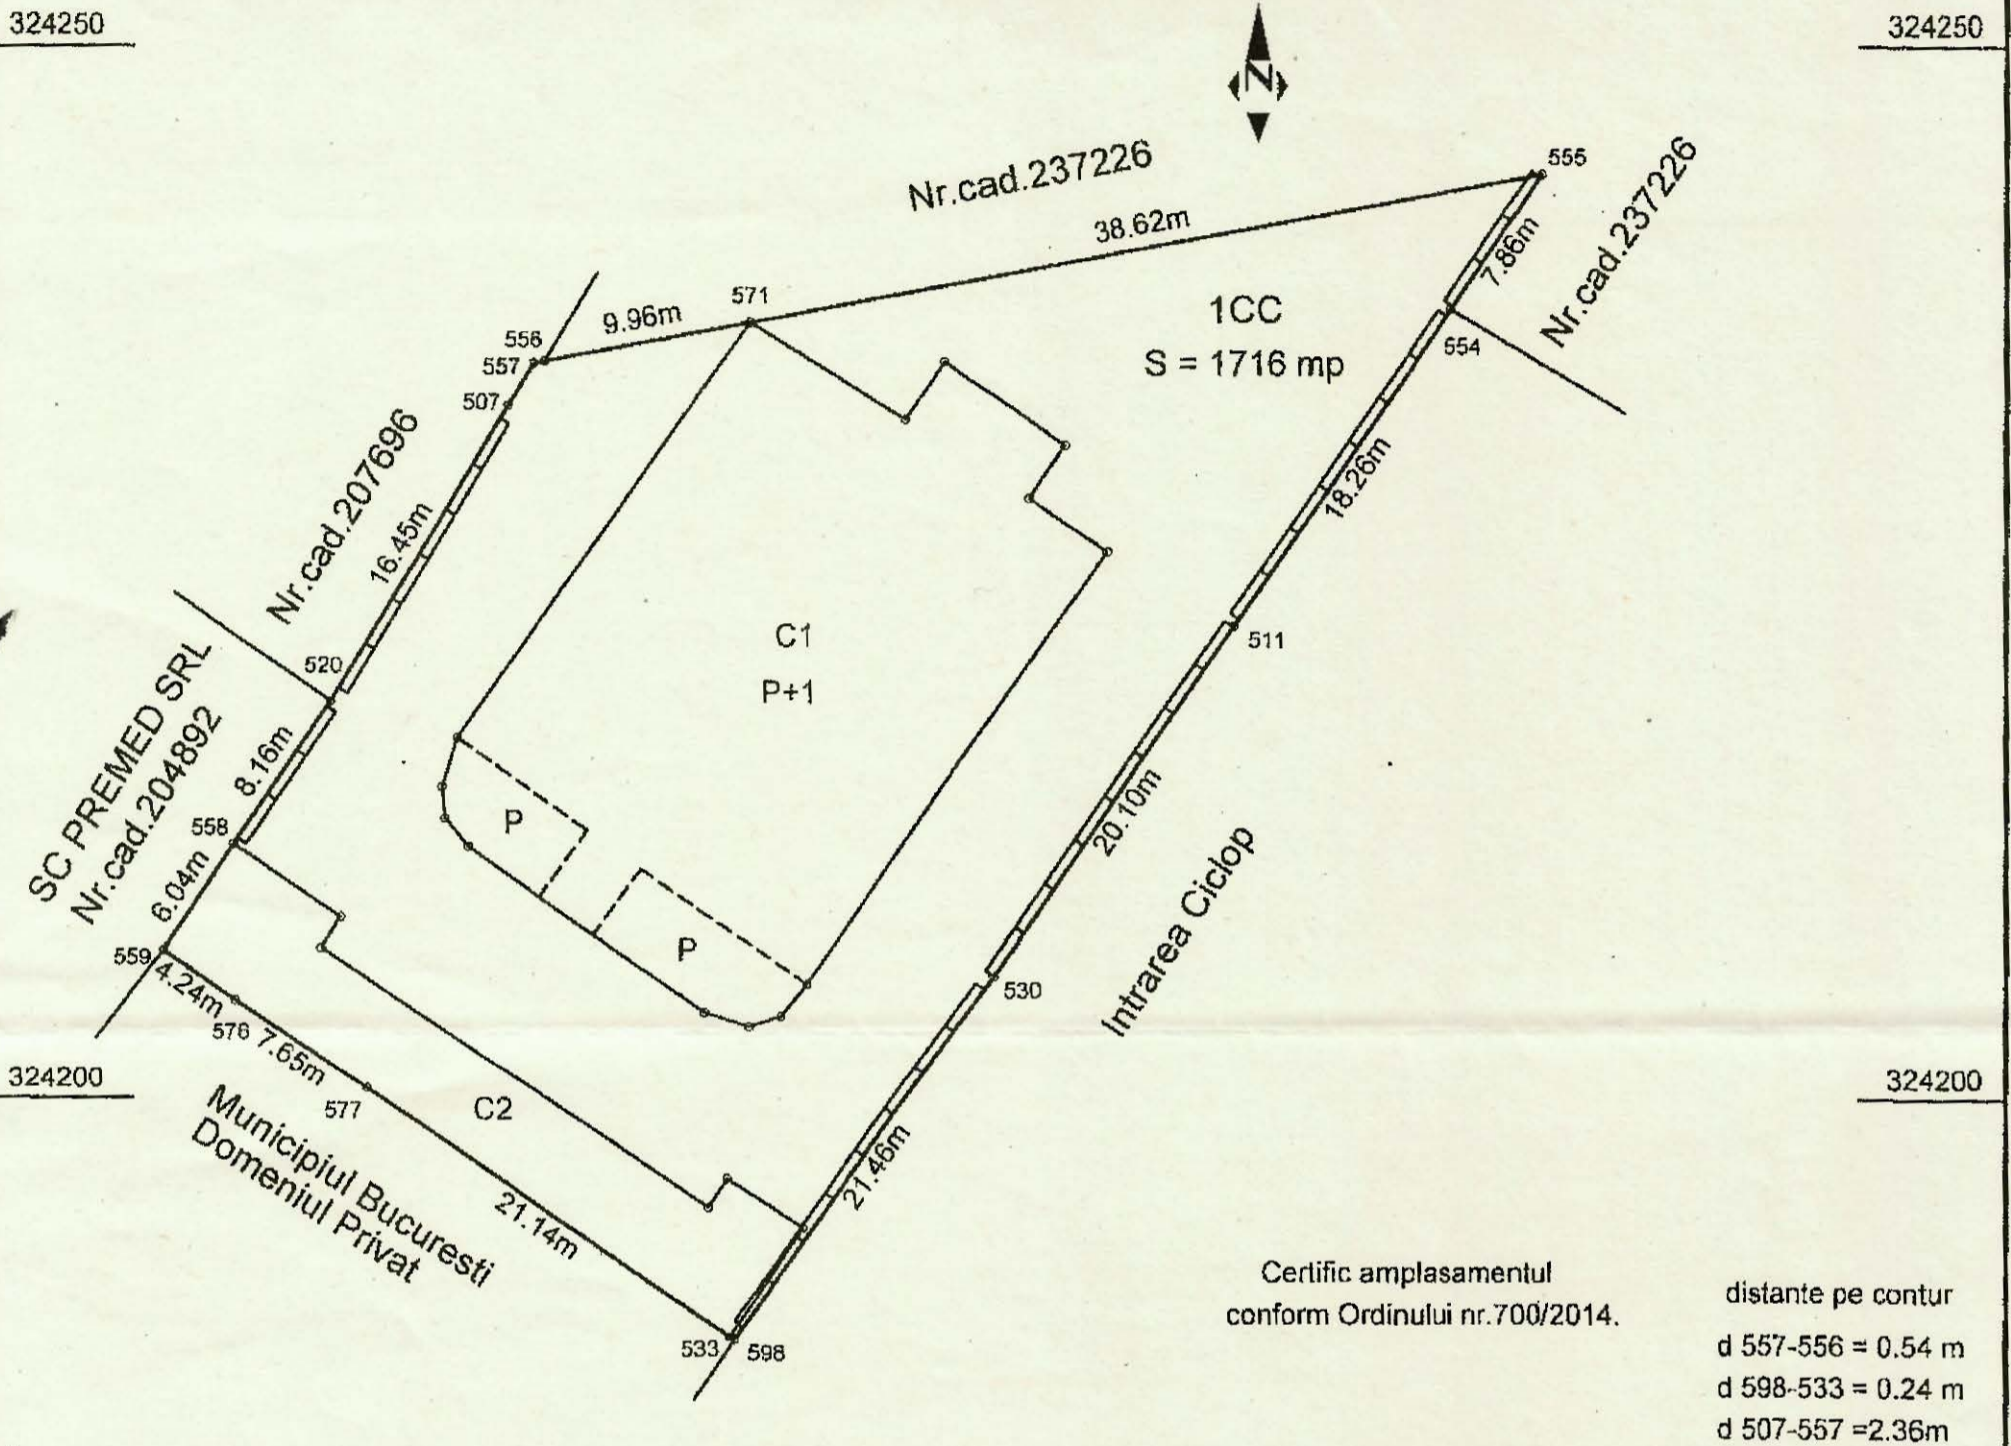 324250
324250
N
Nr.cad.237226
555
38.62m
7.86m
Nr.cad.237226
571
9.96m
1CC
S = 1716 mp
556
557
507
554
Nr.cad.207696
16.45m
18.26m
C1
P+1
511
520
SC PREMED SRL
Nr.cad.204892
8.16m
558
6.04m
P
P
20.10m
Intrarea Ciclop
559
4.24m
576
7.65m
577
530
324200
324200
C2
Municipiul Bucuresti
Domeniul Privat
21.14m
21.46m
533
598
Certific amplasamentul
conform Ordinului nr.700/2014.
distante pe contur
d 557-556 = 0.54 m
d 598-533 = 0.24 m
d 507-557 =2.36m